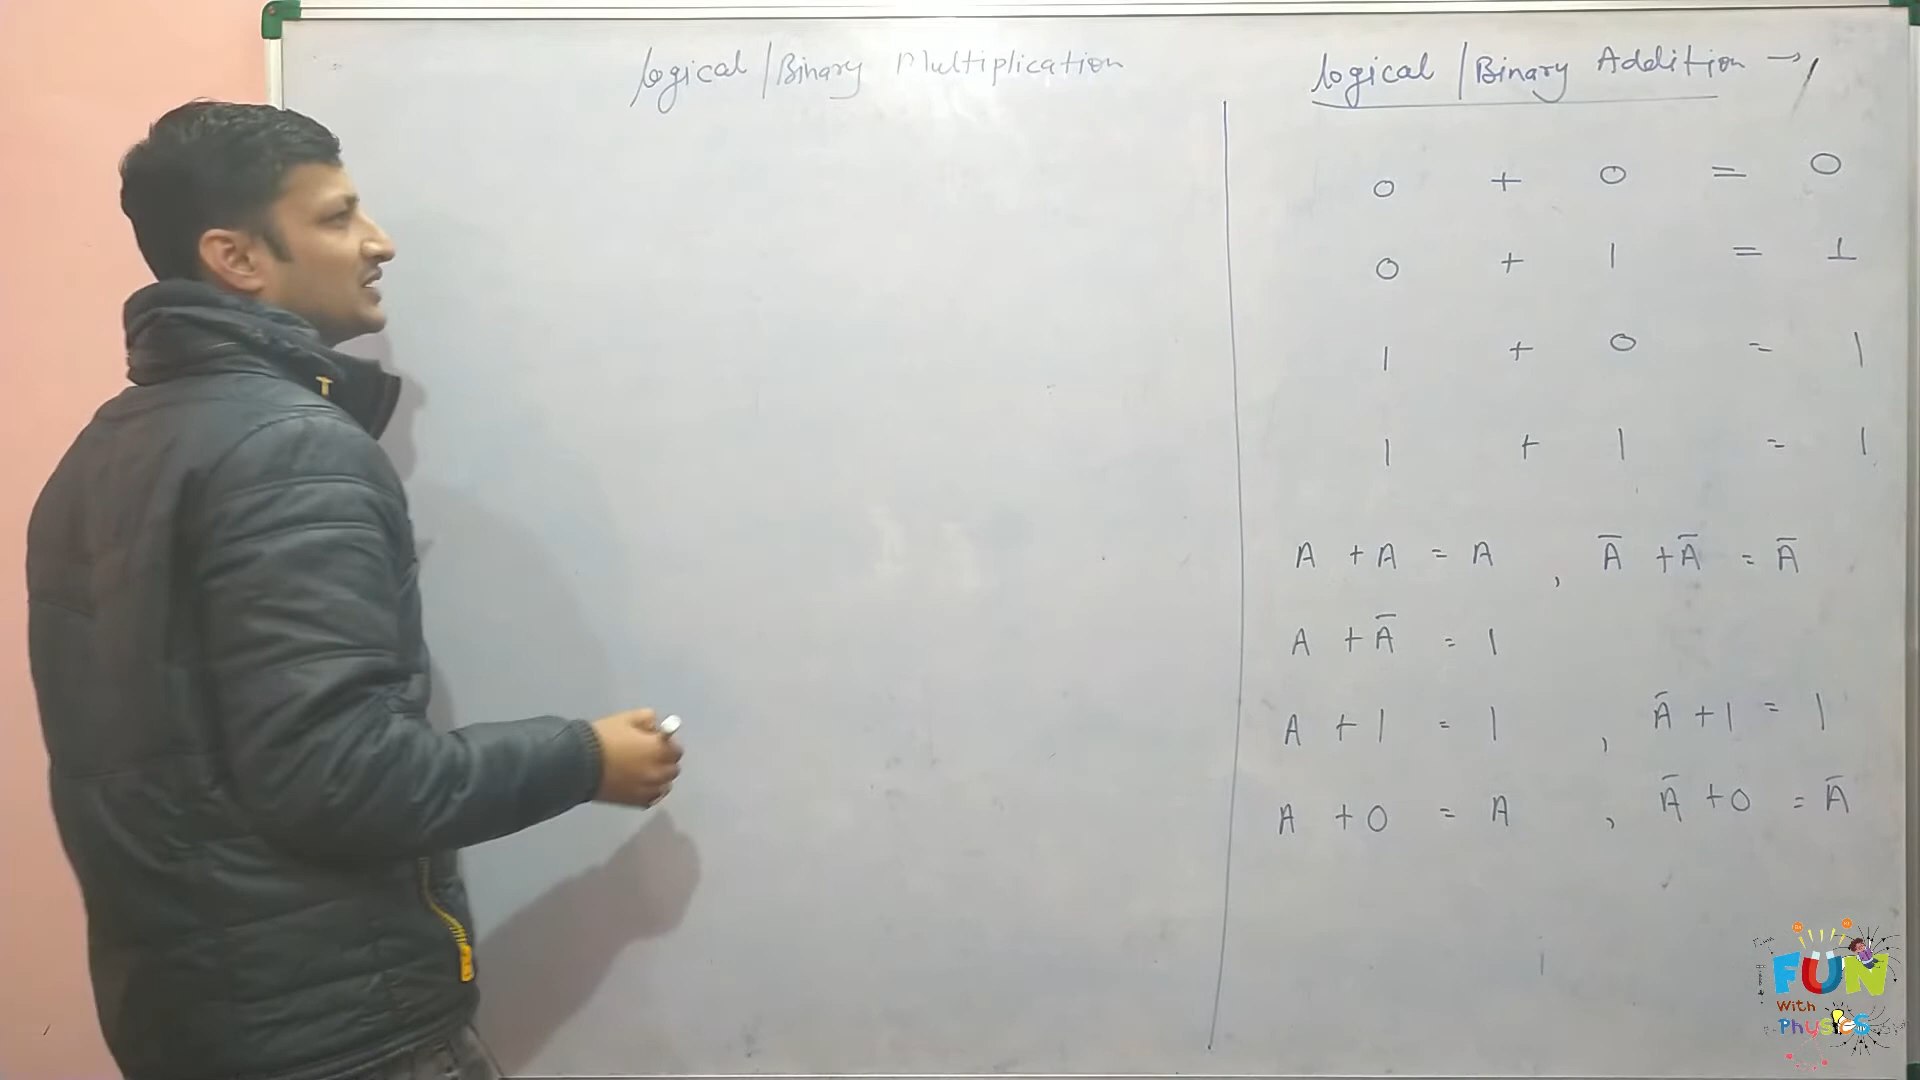 Logical / Binary Multiplication
Logical / Binary Addition →
0 + 0 = 0
0 + 1 = 1
1 + 0 = 1
1 + 1 = 1
A + A = A , Ā + Ā = Ā
A + Ā = 1
A + 1 = 1 , Ā + 1 = 1
A + 0 = A , Ā + 0 = Ā
FUN
With
Physics